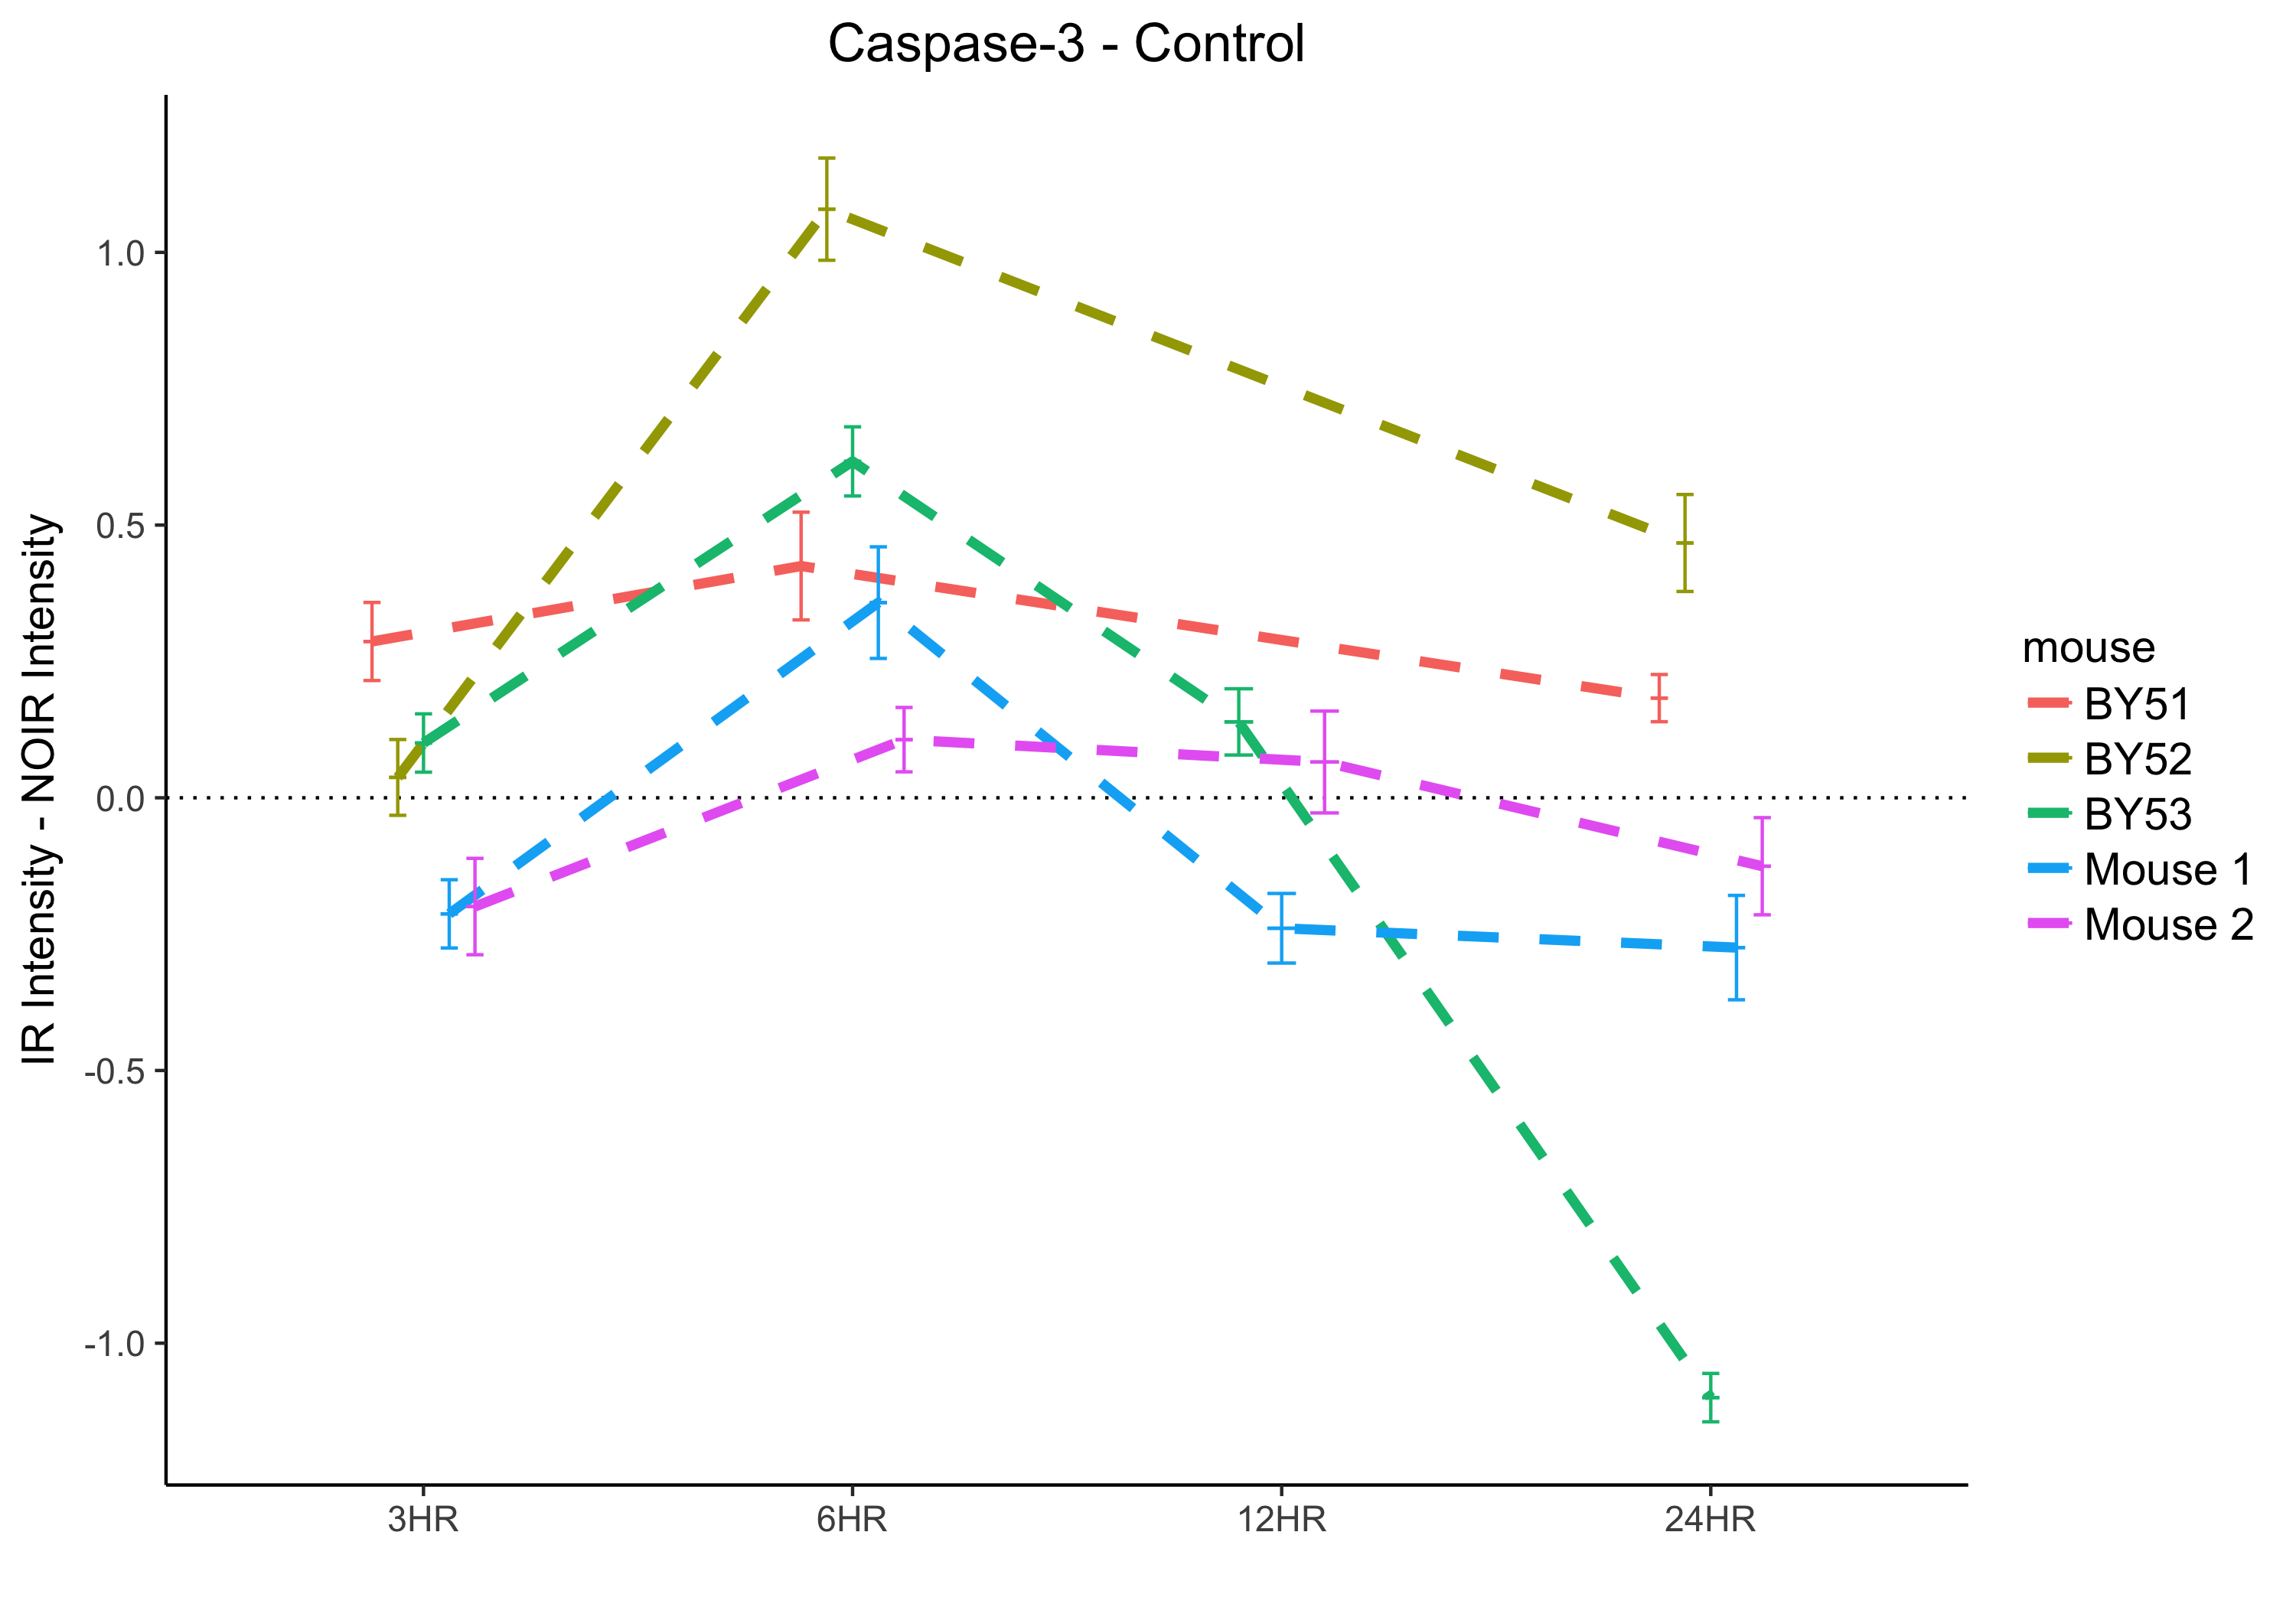 Caspase-3 - Control
IR Intensity - NOIR Intensity
1.0
0.5
0.0
-0.5
-1.0
3HR
6HR
12HR
24HR
mouse
BY51
BY52
BY53
Mouse 1
Mouse 2